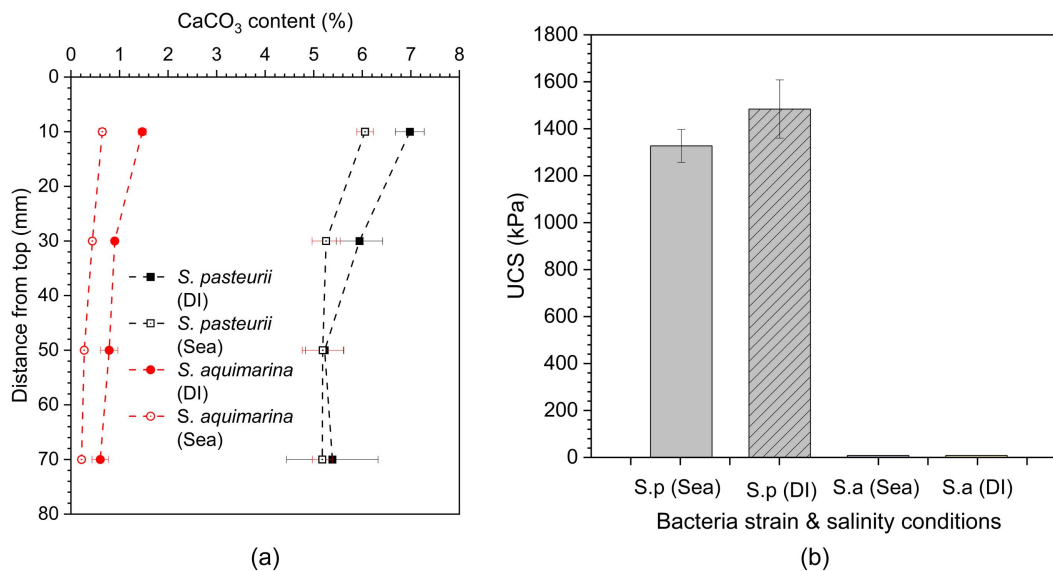 CaCO₃ content (%)
0 1 2 3 4 5 6 7 8
Distance from top (mm)
0
10
20
30
40
50
60
70
80
S. pasteurii
(DI)
S. pasteurii
(Sea)
S. aquimarina
(DI)
S. aquimarina
(Sea)
(a)
UCS (kPa)
1800
1600
1400
1200
1000
800
600
400
200
0
S.p (Sea) S.p (DI) S.a (Sea) S.a (DI)
Bacteria strain & salinity conditions
(b)